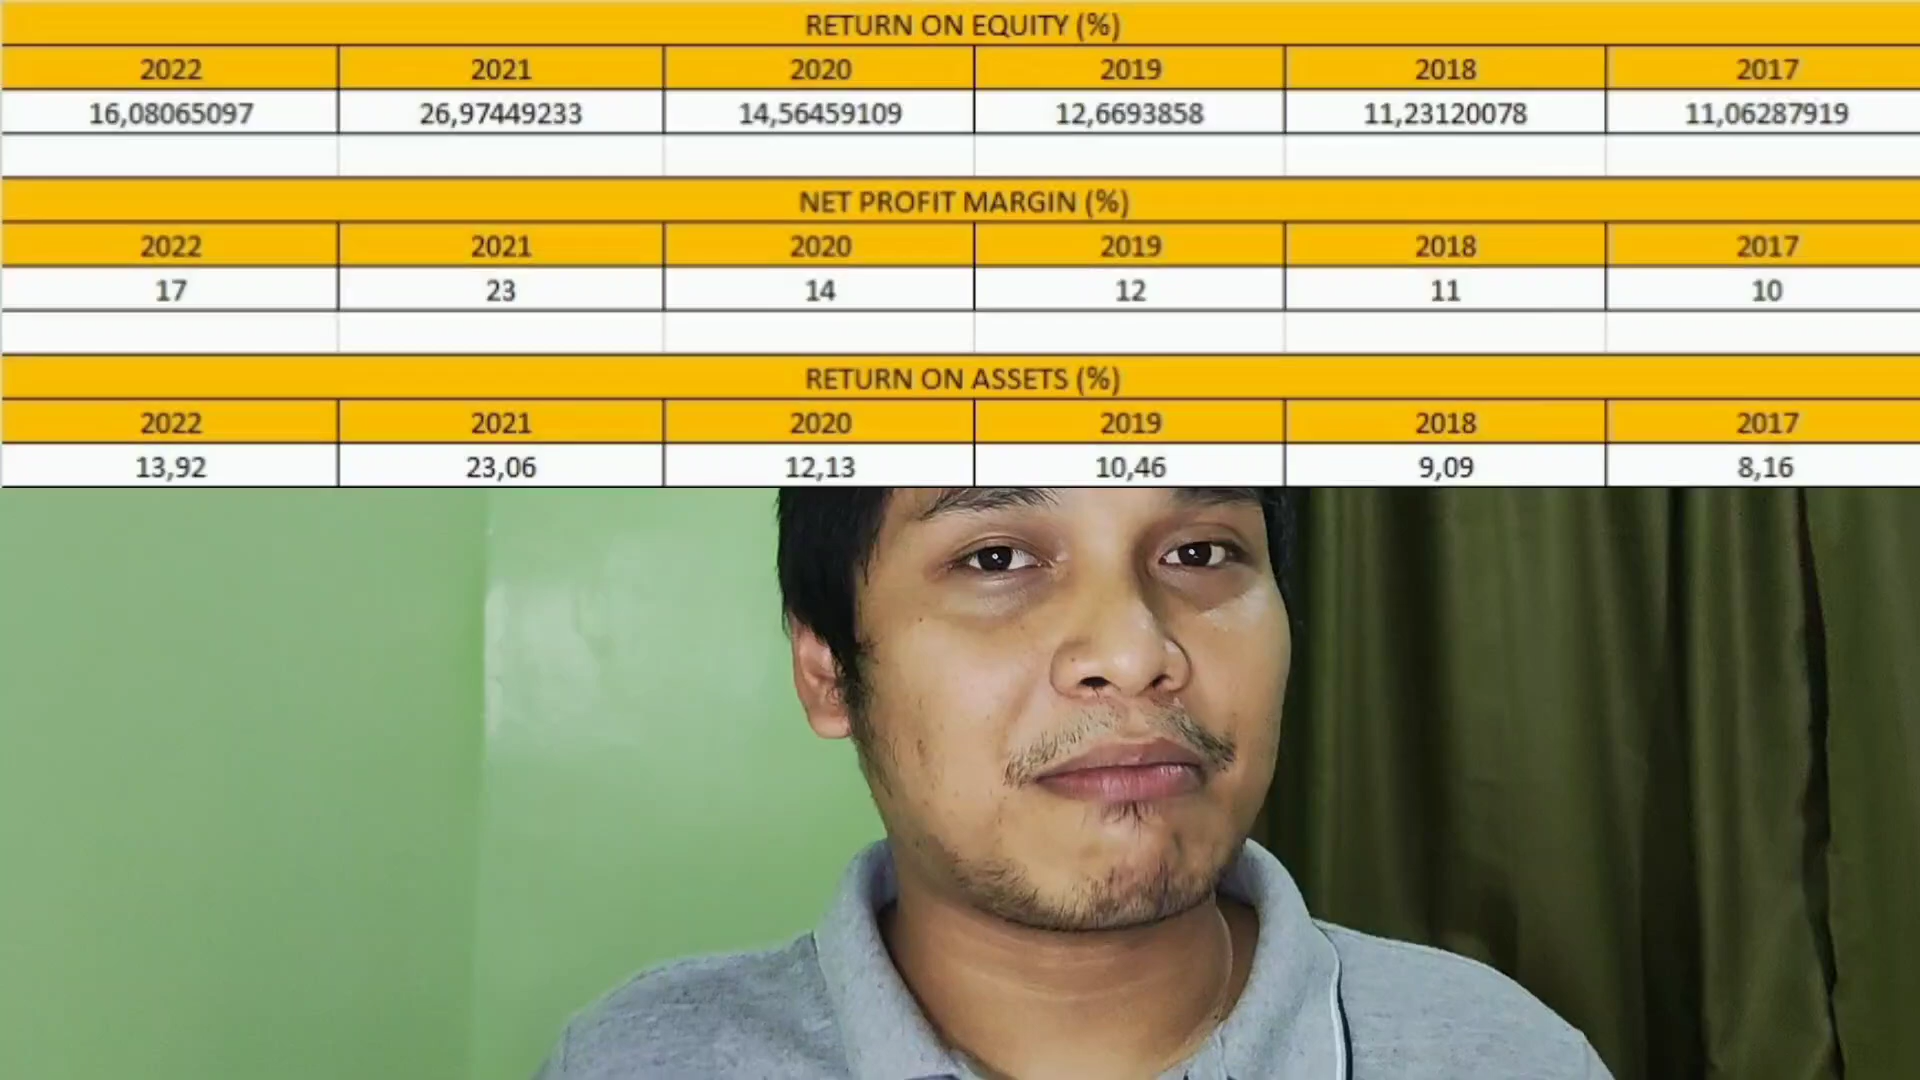 RETURN ON EQUITY (%)
2022 2021 2020 2019 2018 2017
16,08065097 26,97449233 14,56459109 12,6693858 11,23120078 11,06287919
NET PROFIT MARGIN (%)
2022 2021 2020 2019 2018 2017
17 23 14 12 11 10
RETURN ON ASSETS (%)
2022 2021 2020 2019 2018 2017
13,92 23,06 12,13 10,46 9,09 8,16